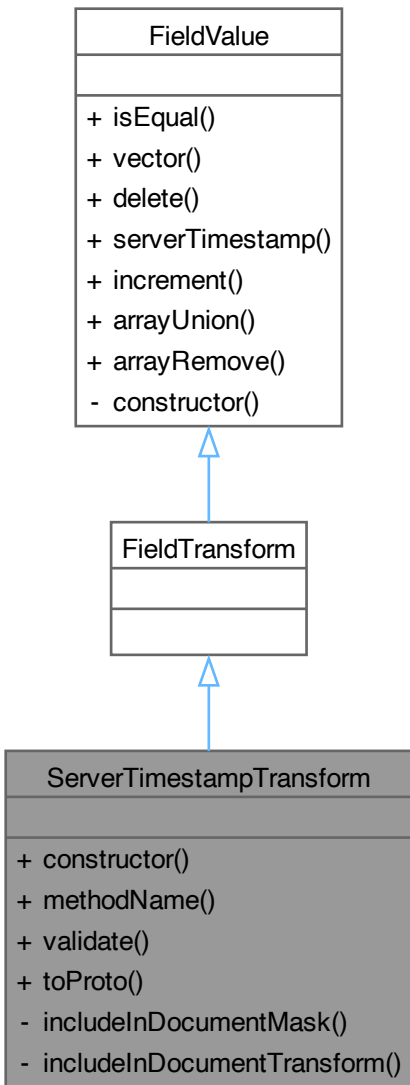 FieldValue
+ isEqual()
+ vector()
+ delete()
+ serverTimestamp()
+ increment()
+ arrayUnion()
+ arrayRemove()
- constructor()
FieldTransform
ServerTimestampTransform
+ constructor()
+ methodName()
+ validate()
+ toProto()
- includeInDocumentMask()
- includeInDocumentTransform()